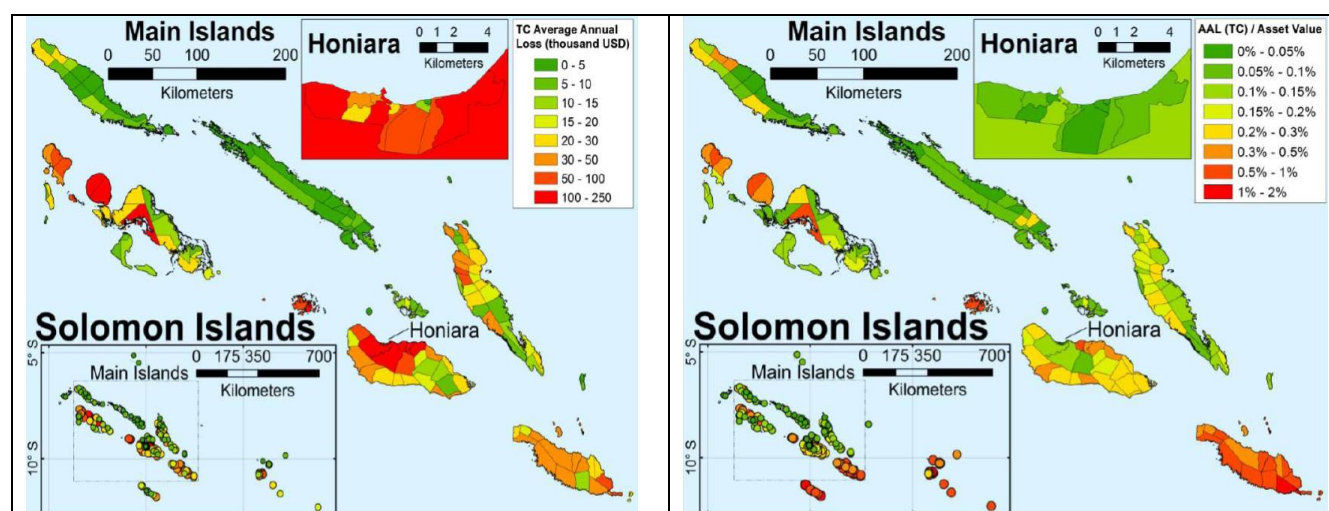 Main Islands
0 50 100 200
Kilometers
Honiara
0 1 2 4
Kilometers
TC Average Annual
Loss (thousand USD)
0 - 5
5 - 10
10 - 15
15 - 20
20 - 30
30 - 50
50 - 100
100 - 250
Honiara
Solomon Islands
0 175 350 700
Kilometers
Main Islands
5° S
10° S
Main Islands
0 50 100 200
Kilometers
Honiara
0 1 2 4
Kilometers
AAL (TC) / Asset Value
0% - 0.05%
0.05% - 0.1%
0.1% - 0.15%
0.15% - 0.2%
0.2% - 0.3%
0.3% - 0.5%
0.5% - 1%
1% - 2%
Honiara
Solomon Islands
0 175 350 700
Kilometers
Main Islands
5° S
10° S